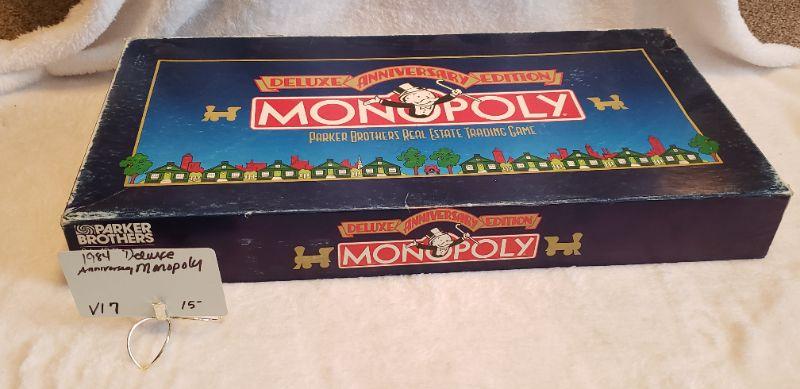 DELUXE ANNIVERSARY EDITION
MONOPOLY
PARKER BROTHERS REAL ESTATE TRADING GAME
PARKER
BROTHERS
DELUXE ANNIVERSARY EDITION
MONOPOLY
1984 Deluxe
Anniversary Monopoly
V17 15-